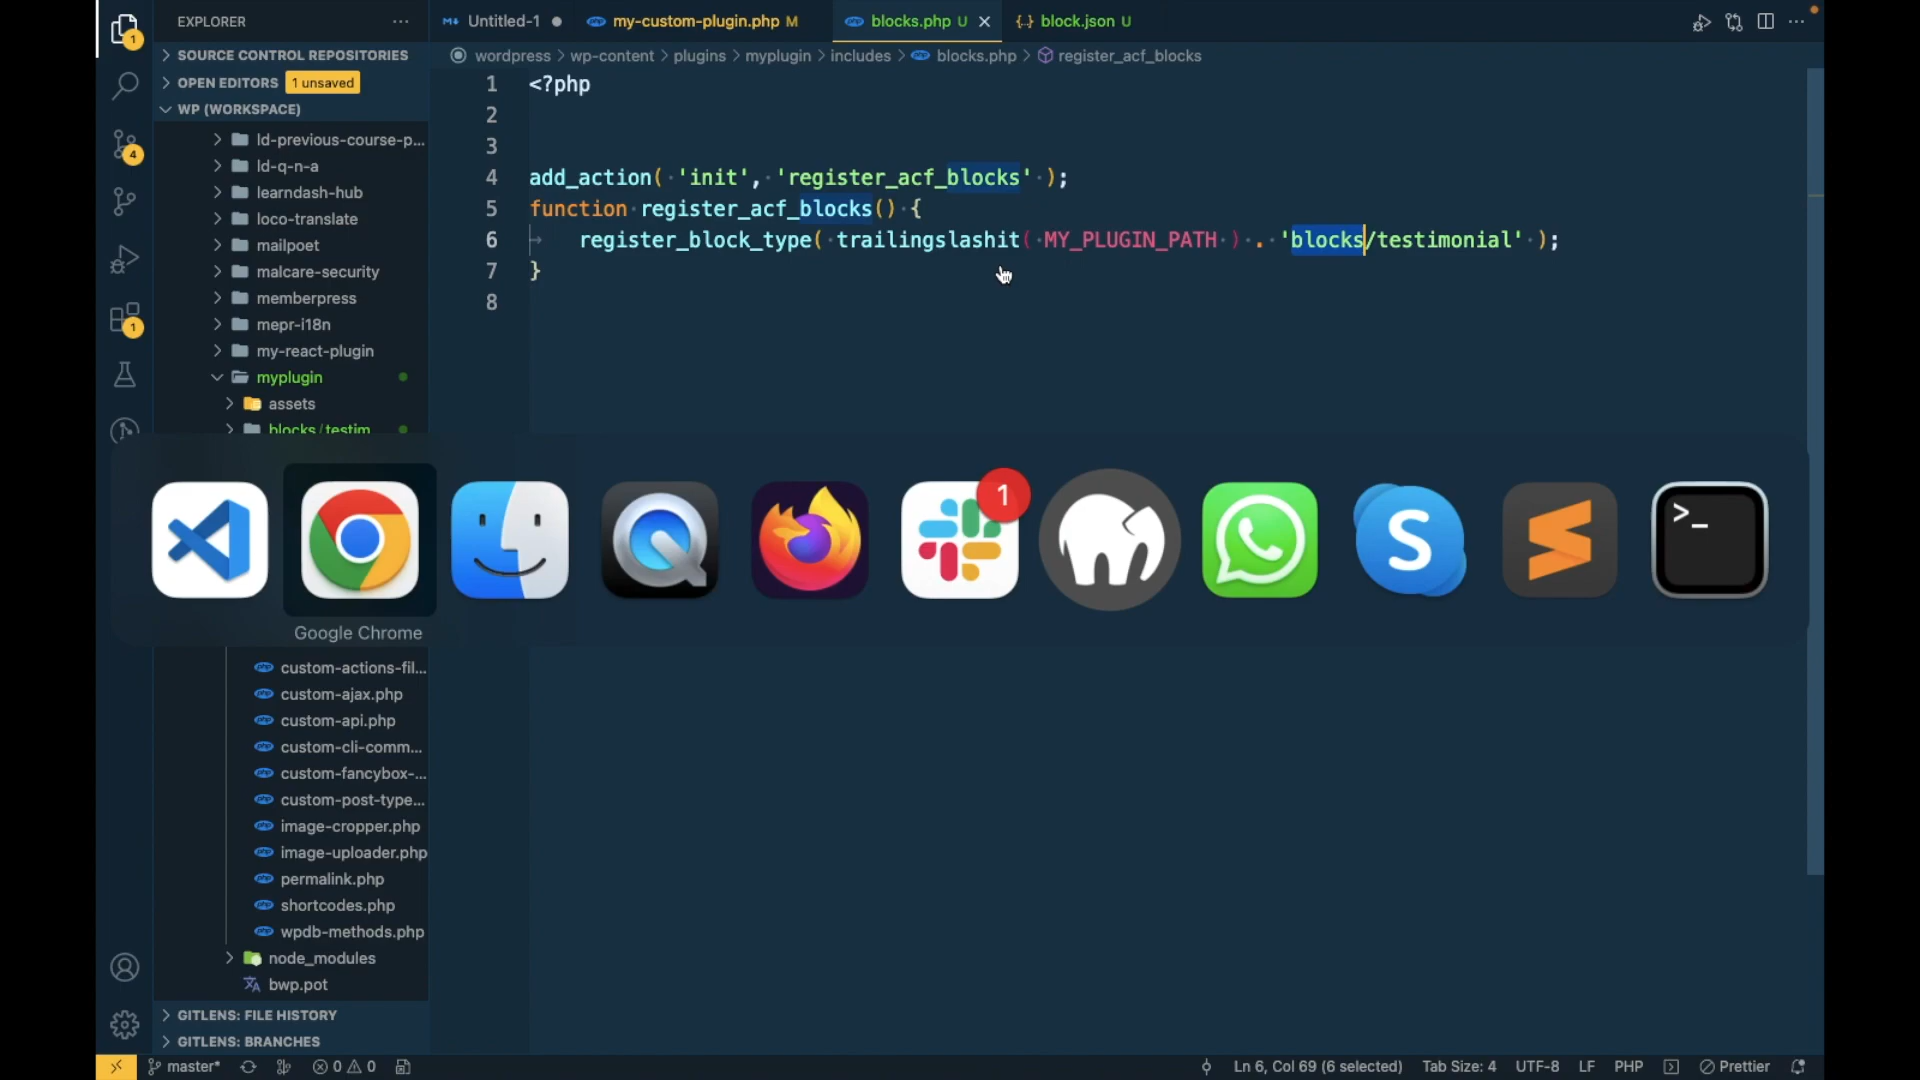 EXPLORER
SOURCE CONTROL REPOSITORIES
OPEN EDITORS 1 unsaved
WP (WORKSPACE)
ld-previous-course-p...
ld-q-n-a
learndash-hub
loco-translate
mailpoet
malcare-security
memberpress
mepr-i18n
my-react-plugin
myplugin
assets
blocks/testim
custom-actions-fil...
custom-ajax.php
custom-api.php
custom-cli-comm...
custom-fancybox-...
custom-post-type...
image-cropper.php
image-uploader.php
permalink.php
shortcodes.php
wpdb-methods.php
node_modules
bwp.pot
GITLENS: FILE HISTORY
GITLENS: BRANCHES
1
4
1
Untitled-1 my-custom-plugin.php M blocks.php U {} block.json U
wordpress > wp-content > plugins > myplugin > includes > blocks.php > register_acf_blocks
1 <?php
2
3
4 add_action( 'init', 'register_acf_blocks' );
5 function register_acf_blocks() {
6 register_block_type( trailingslashit( MY_PLUGIN_PATH ) . 'blocks/testimonial' );
7 }
8
1
S
>_
Google Chrome
master* 0 0 Ln 6, Col 69 (6 selected) Tab Size: 4 UTF-8 LF PHP Prettier